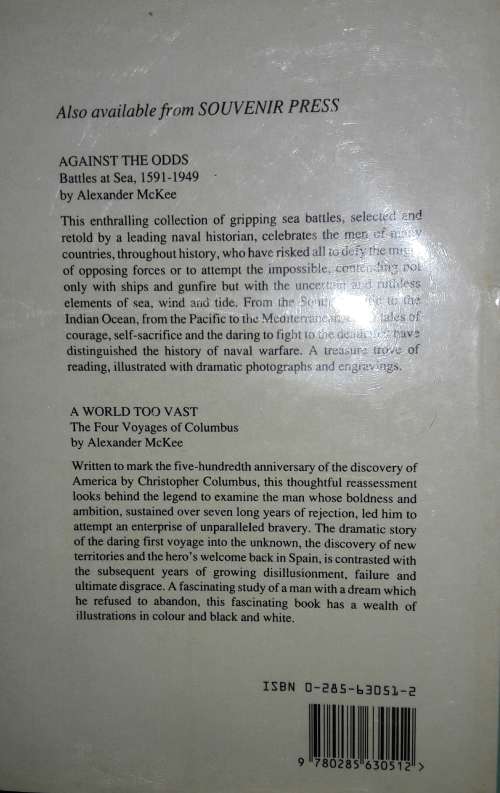 Also available from SOUVENIR PRESS
AGAINST THE ODDS
Battles at Sea, 1591-1949
by Alexander McKee
This enthralling collection of gripping sea battles, selected and
retold by a leading naval historian, celebrates the men of many
countries, throughout history, who have risked all to defy the might
of opposing forces or to attempt the impossible, contending not
only with ships and gunfire but with the uncertain and ruthless
elements of sea, wind and tide. From the South to the
Indian Ocean, from the Pacific to the Mediterranean, tales of
courage, self-sacrifice and the daring to fight to the death have
distinguished the history of naval warfare. A treasure trove of
reading, illustrated with dramatic photographs and engravings.
A WORLD TOO VAST
The Four Voyages of Columbus
by Alexander McKee
Written to mark the five-hundredth anniversary of the discovery of
America by Christopher Columbus, this thoughtful reassessment
looks behind the legend to examine the man whose boldness and
ambition, sustained over seven long years of rejection, led him to
attempt an enterprise of unparalleled bravery. The dramatic story
of the daring first voyage into the unknown, the discovery of new
territories and the hero's welcome back in Spain, is contrasted with
the subsequent years of growing disillusionment, failure and
ultimate disgrace. A fascinating study of a man with a dream which
he refused to abandon, this fascinating book has a wealth of
illustrations in colour and black and white.
ISBN 0-285-63051-2
9 780285 630512 >